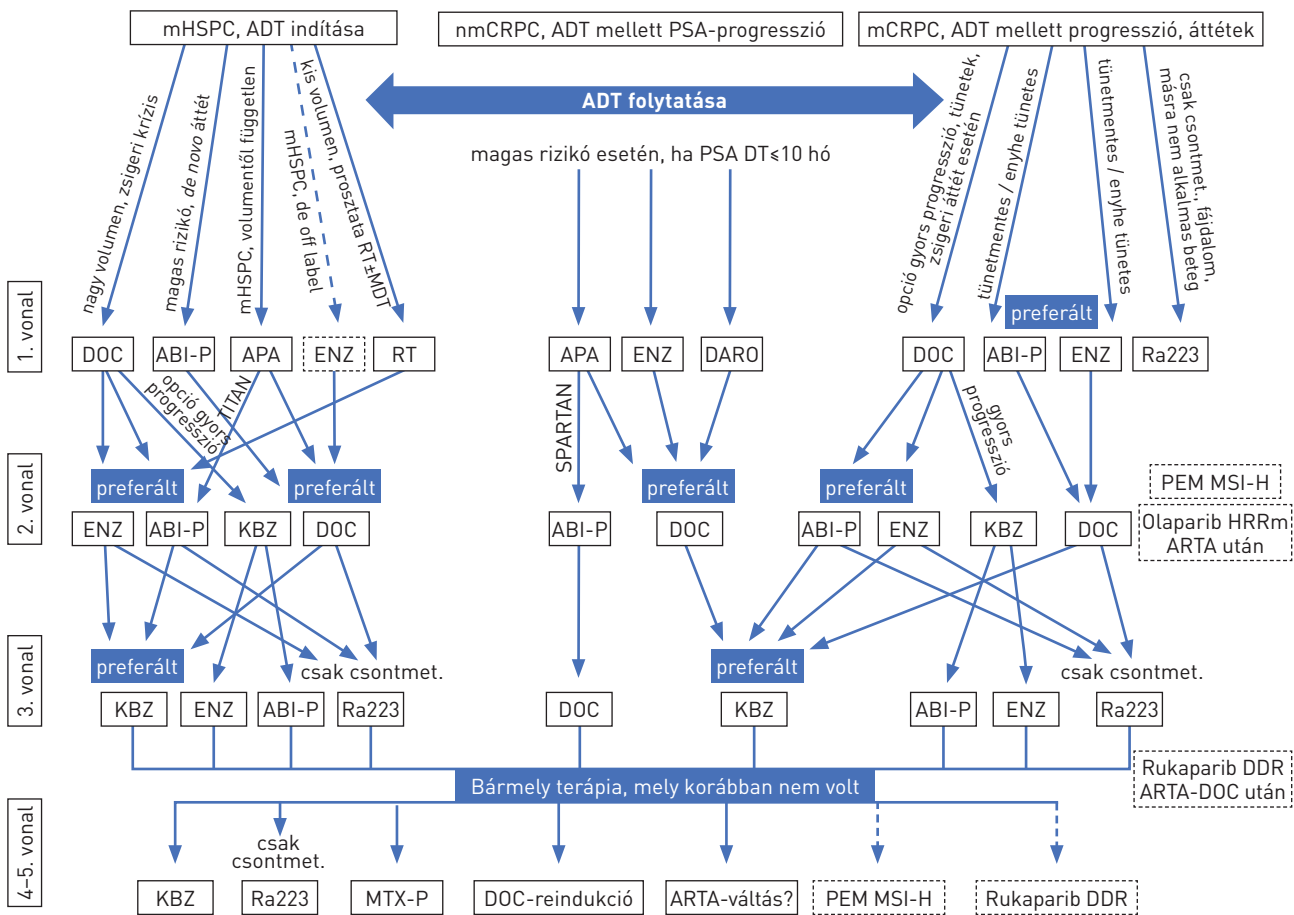 mHSPC, ADT indítása
nmCRPC, ADT mellett PSA-progresszió
mCRPC, ADT mellett progresszió, áttétek
ADT folytatása
magas rizikó esetén, ha PSA DT⩽10 hó
nagy volumen, zsigeri krízis
magas rizikó, de novo áttét
mHSPC, volumentől független
mHSPC, de off label
kis volumen, prosztata RT±MDT
opció gyors progresszió, tünetek,
zsigeri áttét esetén
tünetmentes / enyhe tünetes
tünetmentes / enyhe tünetes
csak csontmet., fájdalom,
másra nem alkalmas beteg
preferált
1. vonal
DOC
ABI-P
APA
ENZ
RT
APA
ENZ
DARO
DOC
ABI-P
ENZ
Ra223
opció gyors
progresszió
TITAN
SPARTAN
gyors
progresszió
2. vonal
preferált
preferált
preferált
preferált
PEM MSI-H
ENZ
ABI-P
KBZ
DOC
ABI-P
DOC
ABI-P
ENZ
KBZ
DOC
Olaparib HRRm
ARTA után
3. vonal
preferált
csak csontmet.
preferált
csak csontmet.
KBZ
ENZ
ABI-P
Ra223
DOC
KBZ
ABI-P
ENZ
Ra223
Rukaparib DDR
ARTA-DOC után
Bármely terápia, mely korábban nem volt
4–5. vonal
csak
csontmet.
KBZ
Ra223
MTX-P
DOC-reindukció
ARTA-váltás?
PEM MSI-H
Rukaparib DDR